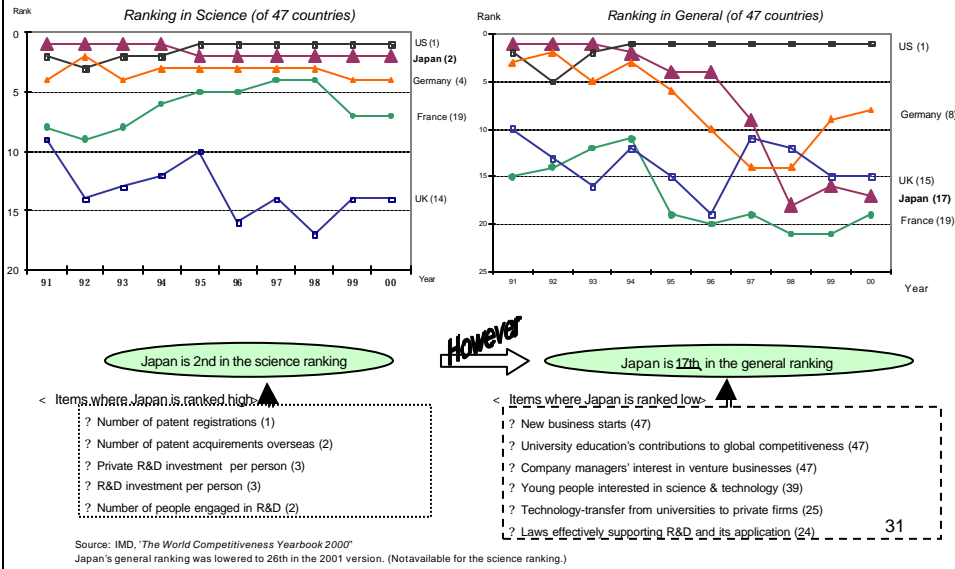 Ranking in Science (of 47 countries)
Rank
0
5
10
15
20
US (1)
Japan (2)
Germany (4)
France (19)
UK (14)
91 92 93 94 95 96 97 98 99 00
Year
Ranking in General (of 47 countries)
Rank
0
5
10
15
20
25
US (1)
Germany (8)
UK (15)
Japan (17)
France (19)
91 92 93 94 95 96 97 98 99 00
Year
However
Japan is 2nd in the science ranking
< Items where Japan is ranked high>
? Number of patent registrations (1)
? Number of patent acquirements overseas (2)
? Private R&D investment per person (3)
? R&D investment per person (3)
? Number of people engaged in R&D (2)
Japan is 17th in the general ranking
< Items where Japan is ranked low>
? New business starts (47)
? University education's contributions to global competitiveness (47)
? Company managers' interest in venture businesses (47)
? Young people interested in science & technology (39)
? Technology-transfer from universities to private firms (25)
? Laws effectively supporting R&D and its application (24)
31
Source: IMD, 'The World Competitiveness Yearbook 2000"
Japan's general ranking was lowered to 26th in the 2001 version. (Notavailable for the science ranking.)